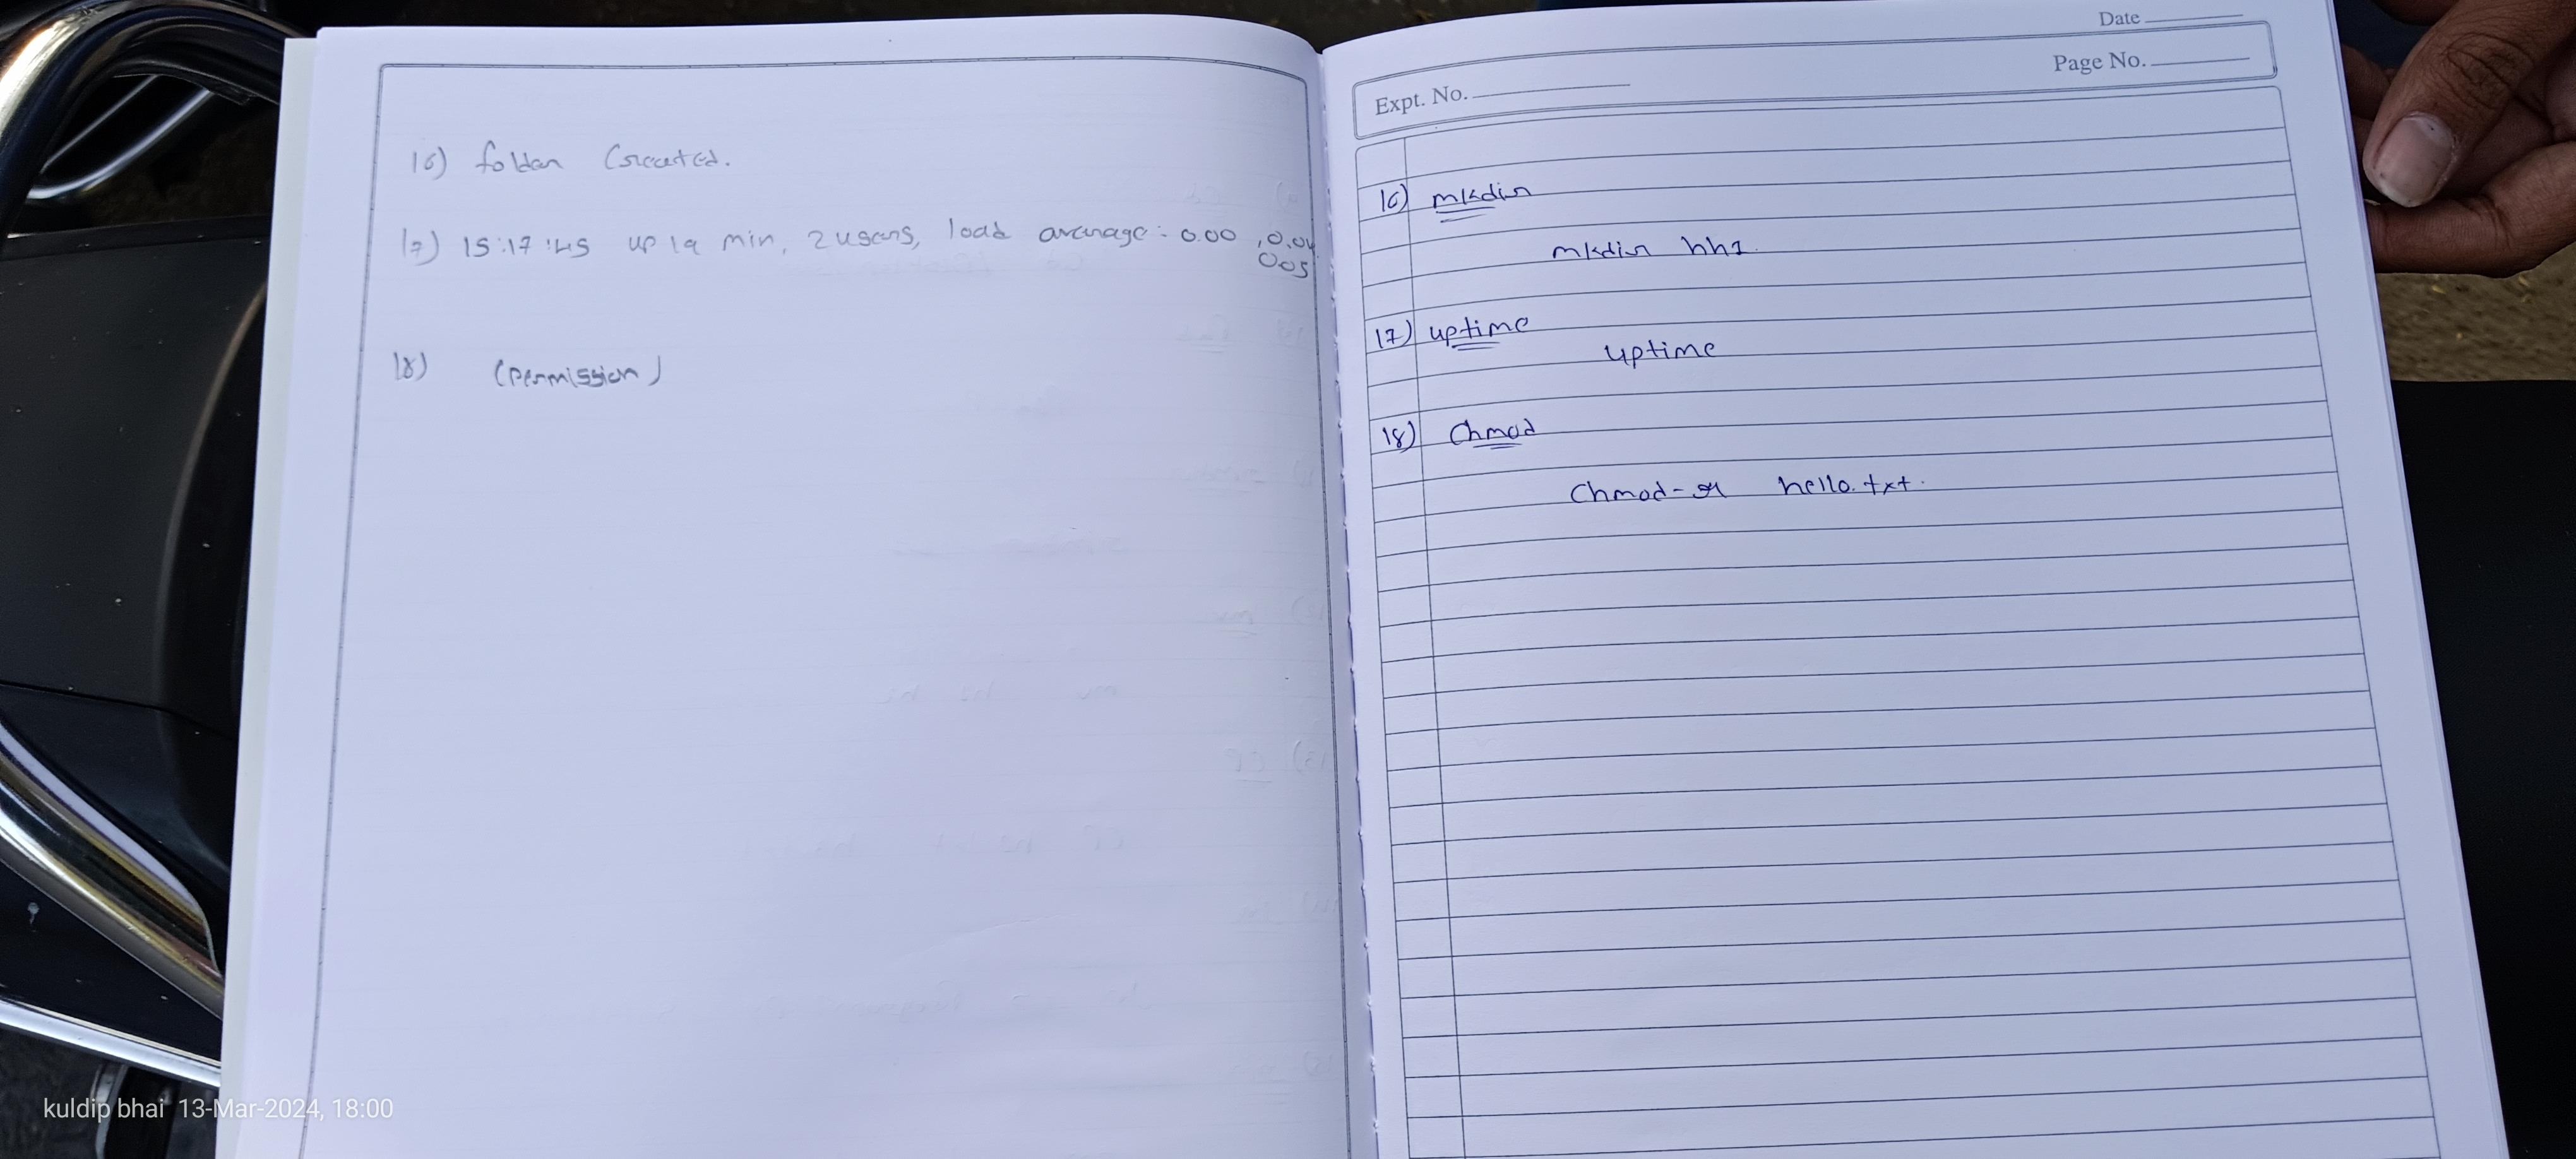 16) folder Created.
17) 15:17:45 up 19 min, 2 users, load average: 0.00, 0.04
005
18) (permission)
Date
Page No.
Expt. No.
16) mkdir
mkdir hh1
17) uptime
uptime
18) Chmod
Chmod -r hello.txt.
kuldip bhai 13-Mar-2024, 18:00